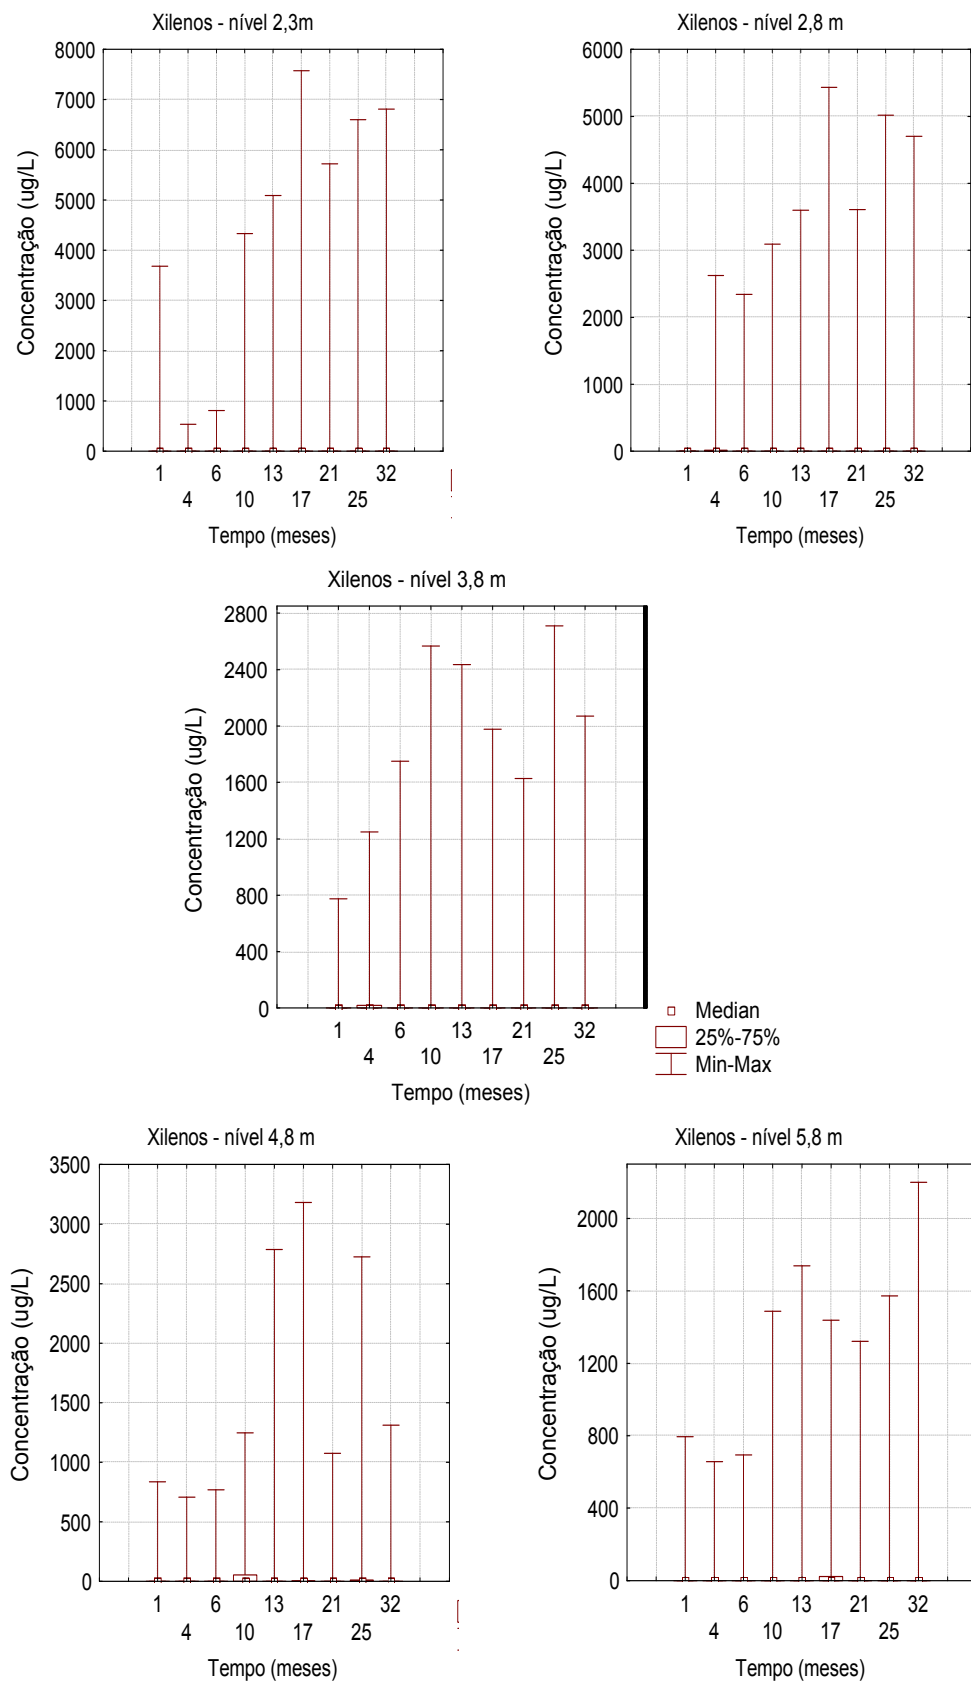 Xilenos - nível 2,3m
8000
7000
6000
5000
4000
3000
2000
1000
0
Concentração (ug/L)
1 6 13 21 32
4 10 17 25
Tempo (meses)
Xilenos - nível 2,8 m
6000
5000
4000
3000
2000
1000
0
Concentração (ug/L)
1 6 13 21 32
4 10 17 25
Tempo (meses)
Xilenos - nível 3,8 m
2800
2400
2000
1600
1200
800
400
0
Concentração (ug/L)
1 6 13 21 32
4 10 17 25
Tempo (meses)
Median
25%-75%
Min-Max
Xilenos - nível 4,8 m
3500
3000
2500
2000
1500
1000
500
0
Concentração (ug/L)
1 6 13 21 32
4 10 17 25
Tempo (meses)
Xilenos - nível 5,8 m
2000
1600
1200
800
400
0
Concentração (ug/L)
1 6 13 21 32
4 10 17 25
Tempo (meses)